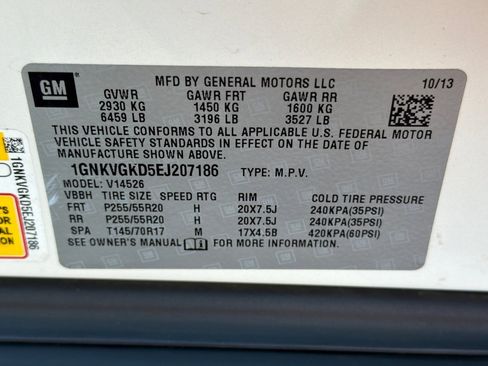 GM
MFD BY GENERAL MOTORS LLC
10/13
GVWR GAWR FRT GAWR RR
2930 KG 1450 KG 1600 KG
6459 LB 3196 LB 3527 LB
THIS VEHICLE CONFORMS TO ALL APPLICABLE U.S. FEDERAL MOTOR
VEHICLE SAFETY STANDARDS IN EFFECT ON THE DATE OF
MANUFACTURE SHOWN ABOVE.
1GNKVGKD5EJ207186 TYPE: M.P.V.
MODEL: V14526
VBBH TIRE SIZE SPEED RTG RIM COLD TIRE PRESSURE
FRT P255/55R20 H 20X7.5J 240KPA(35PSI)
RR P255/55R20 H 20X7.5J 240KPA(35PSI)
SPA T145/70R17 M 17X4.5B 420KPA(60PSI)
SEE OWNER'S MANUAL FOR MORE INFORMATION.
1GNKVGKD5EJ207186